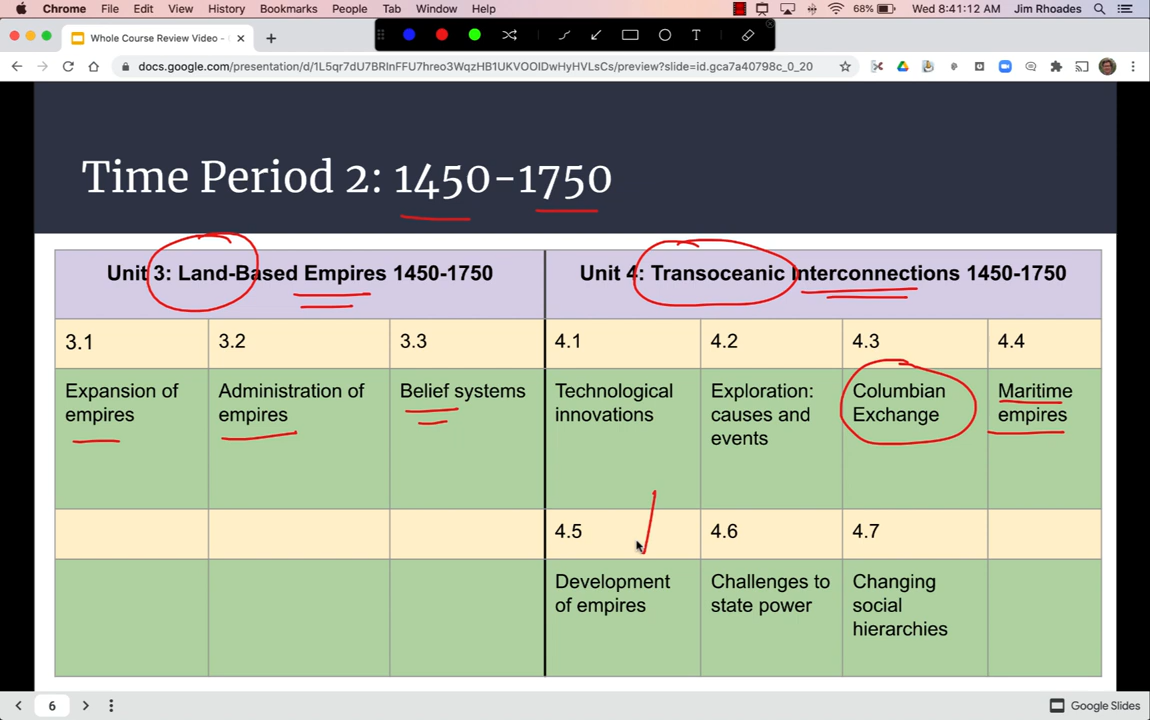 Chrome File Edit View History Bookmarks People Tab Window Help 68% Wed 8:41:12 AM Jim Rhoades
Whole Course Review Video -
T
docs.google.com/presentation/d/1L5qr7dU7BRInFFU7hreo3WqzHB1UKVOOIDwHyHVLsCs/preview?slide=id.gca7a40798c_0_20
Time Period 2: 1450-1750
Unit 3: Land-Based Empires 1450-1750 Unit 4: Transoceanic Interconnections 1450-1750
3.1 3.2 3.3 4.1 4.2 4.3 4.4
Expansion of Administration of Belief systems Technological Exploration: Columbian Maritime
empires empires innovations causes and Exchange empires
events
4.5 4.6 4.7
Development Challenges to Changing
of empires state power social
hierarchies
6 Google Slides